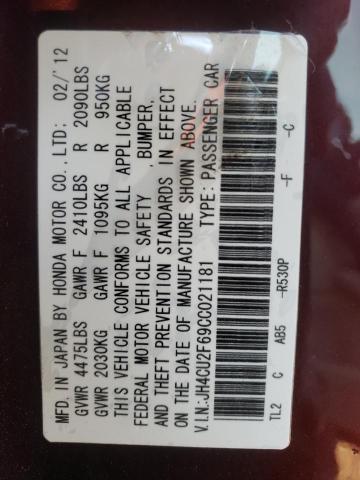 MFD. IN JAPAN BY HONDA MOTOR CO., LTD; 02/'12
GVWR 4475LBS GAWR F 2410LBS R 2090LBS
GVWR 2030KG GAWR F 1095KG R 950KG
THIS VEHICLE CONFORMS TO ALL APPLICABLE
FEDERAL MOTOR VEHICLE SAFETY BUMPER,
AND THEFT PREVENTION STANDARDS IN EFFECT
ON THE DATE OF MANUFACTURE SHOWN ABOVE.
V.I.N.:JH4CU2F69CC021181 TYPE: PASSENGER CAR
TL2 C AB5 -R530P -F -C